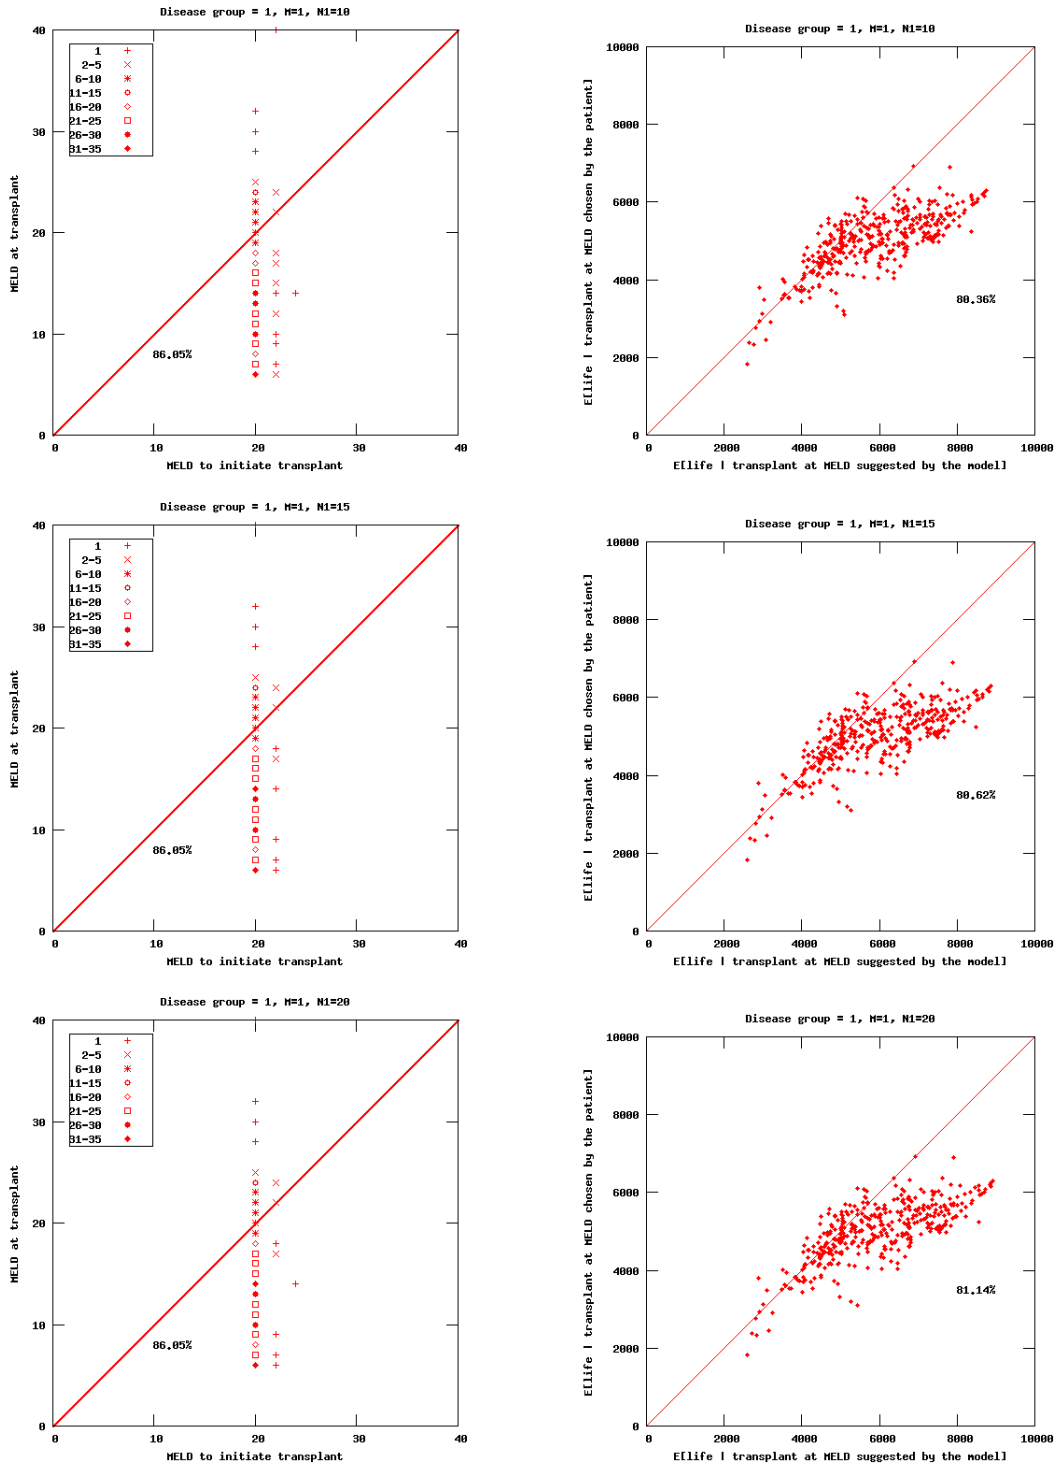 Disease group = 1, M=1, N1=10
40
30
20
10
0
0 10 20 30 40
1
2-5
6-10
11-15
16-20
21-25
26-30
31-35
86.05%
MELD at transplant
MELD to initiate transplant
Disease group = 1, M=1, N1=10
10000
8000
6000
4000
2000
0
0 2000 4000 6000 8000 10000
80.36%
E[life | transplant at MELD chosen by the patient]
E[life | transplant at MELD suggested by the model]
Disease group = 1, M=1, N1=15
40
30
20
10
0
0 10 20 30 40
1
2-5
6-10
11-15
16-20
21-25
26-30
31-35
86.05%
MELD at transplant
MELD to initiate transplant
Disease group = 1, M=1, N1=15
10000
8000
6000
4000
2000
0
0 2000 4000 6000 8000 10000
80.62%
E[life | transplant at MELD chosen by the patient]
E[life | transplant at MELD suggested by the model]
Disease group = 1, M=1, N1=20
40
30
20
10
0
0 10 20 30 40
1
2-5
6-10
11-15
16-20
21-25
26-30
31-35
86.05%
MELD at transplant
MELD to initiate transplant
Disease group = 1, M=1, N1=20
10000
8000
6000
4000
2000
0
0 2000 4000 6000 8000 10000
81.14%
E[life | transplant at MELD chosen by the patient]
E[life | transplant at MELD suggested by the model]